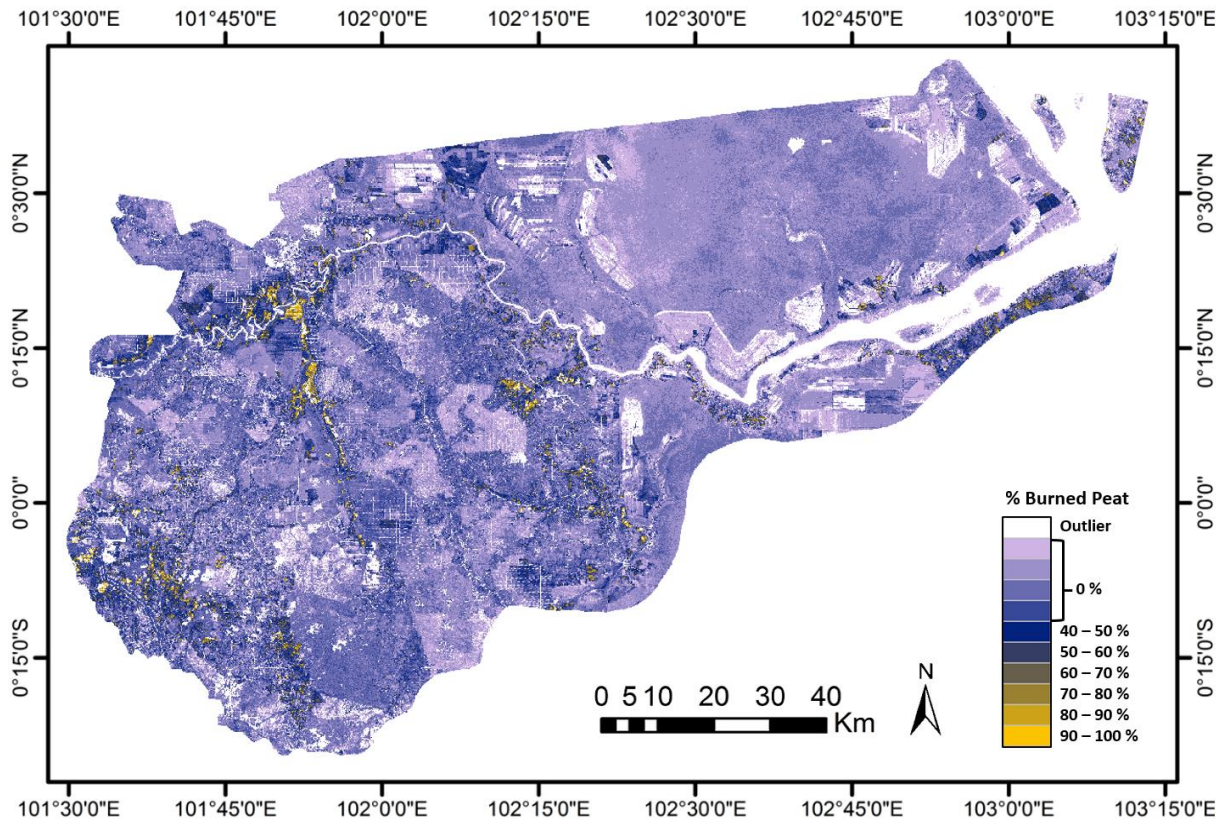 101°30'0"E 101°45'0"E 102°0'0"E 102°15'0"E 102°30'0"E 102°45'0"E 103°0'0"E 103°15'0"E
0°30'0"N
0°15'0"N
0°0'0"
0°15'0"S
0°30'0"N
0°15'0"N
0°0'0"
0°15'0"S
% Burned Peat
Outlier
0 %
40 – 50 %
50 – 60 %
60 – 70 %
70 – 80 %
80 – 90 %
90 – 100 %
N
0 5 10 20 30 40
Km
101°30'0"E 101°45'0"E 102°0'0"E 102°15'0"E 102°30'0"E 102°45'0"E 103°0'0"E 103°15'0"E